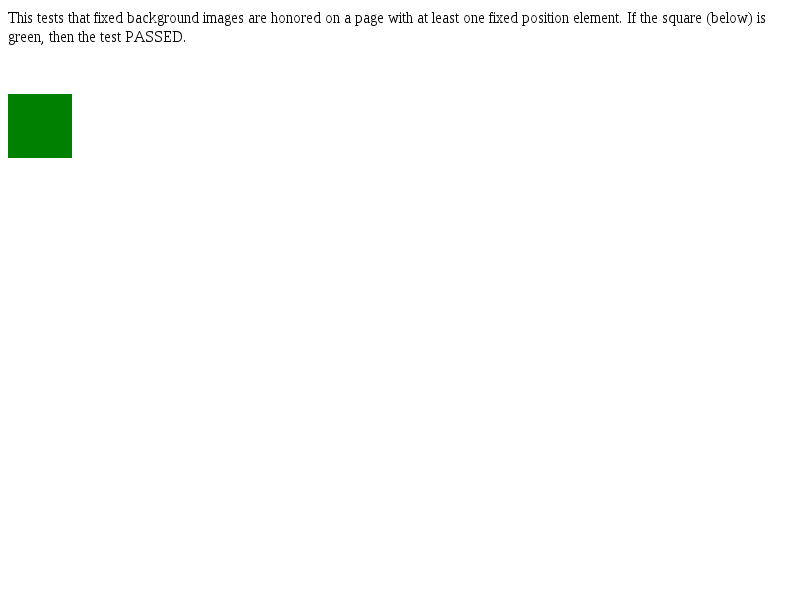 This tests that fixed background images are honored on a page with at least one fixed position element. If the square (below) is
green, then the test PASSED.